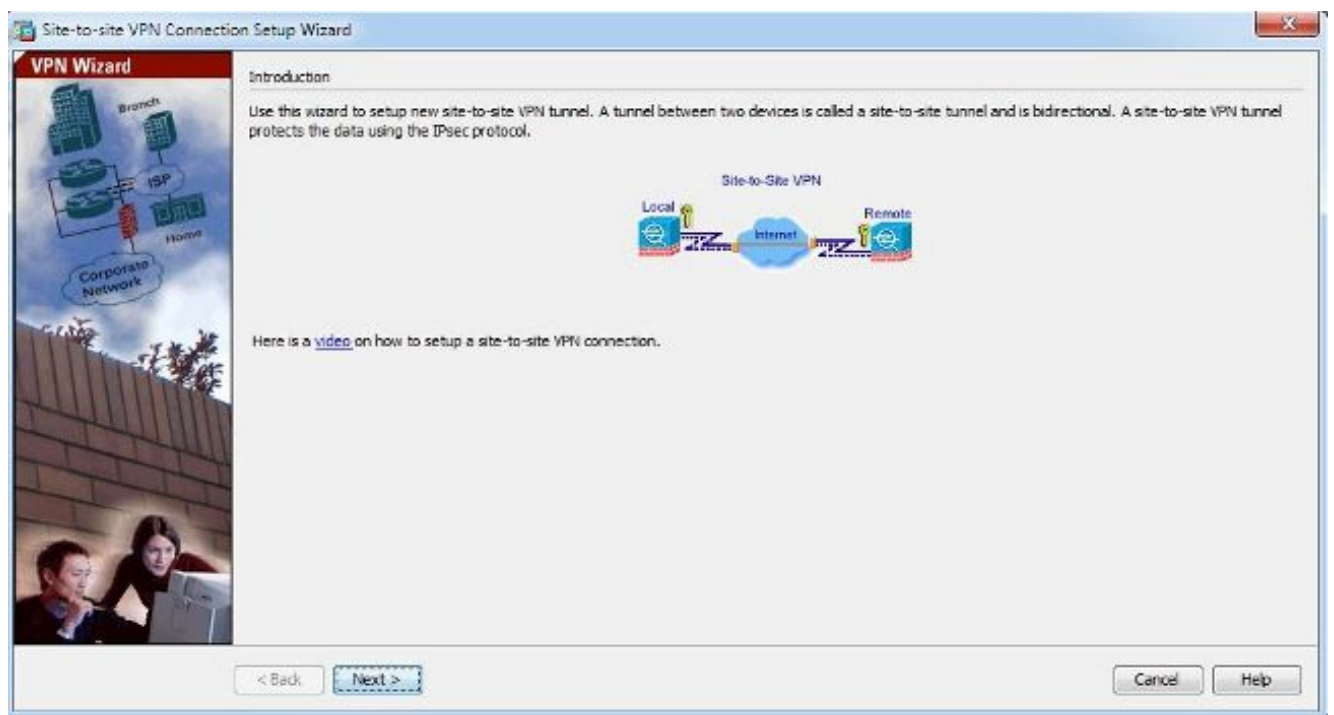 Site-to-site VPN Connection Setup Wizard
VPN Wizard
Branch
ISP
Home
Corporate
Network
Introduction
Use this wizard to setup new site-to-site VPN tunnel. A tunnel between two devices is called a site-to-site tunnel and is bidirectional. A site-to-site VPN tunnel
protects the data using the IPsec protocol.
Site-to-Site VPN
Local
Internet
Remote
Here is a video on how to setup a site-to-site VPN connection.
< Back
Next >
Cancel
Help